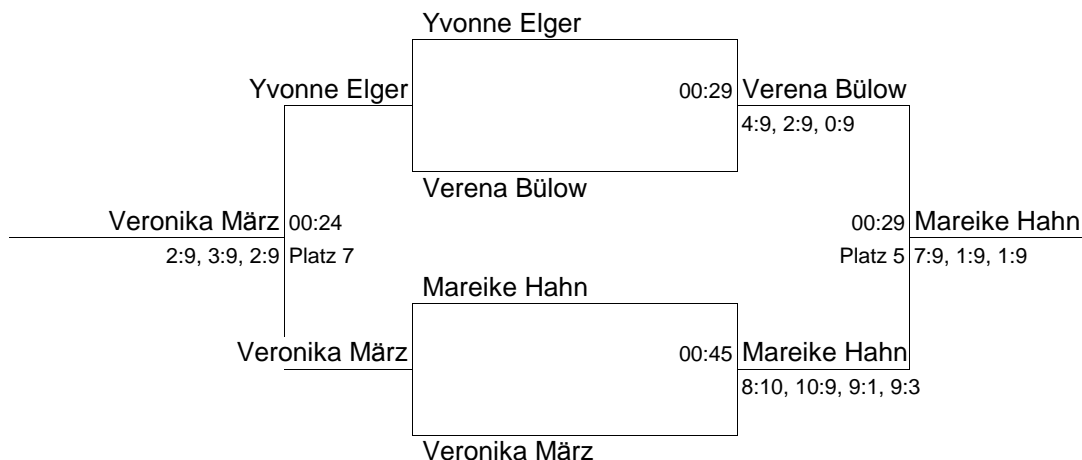 Yvonne Elger
Yvonne Elger
00:29 Verena Bülow
4:9, 2:9, 0:9
Verena Bülow
Veronika März 00:24
00:29 Mareike Hahn
2:9, 3:9, 2:9 Platz 7
Platz 5 7:9, 1:9, 1:9
Mareike Hahn
Veronika März
00:45 Mareike Hahn
8:10, 10:9, 9:1, 9:3
Veronika März